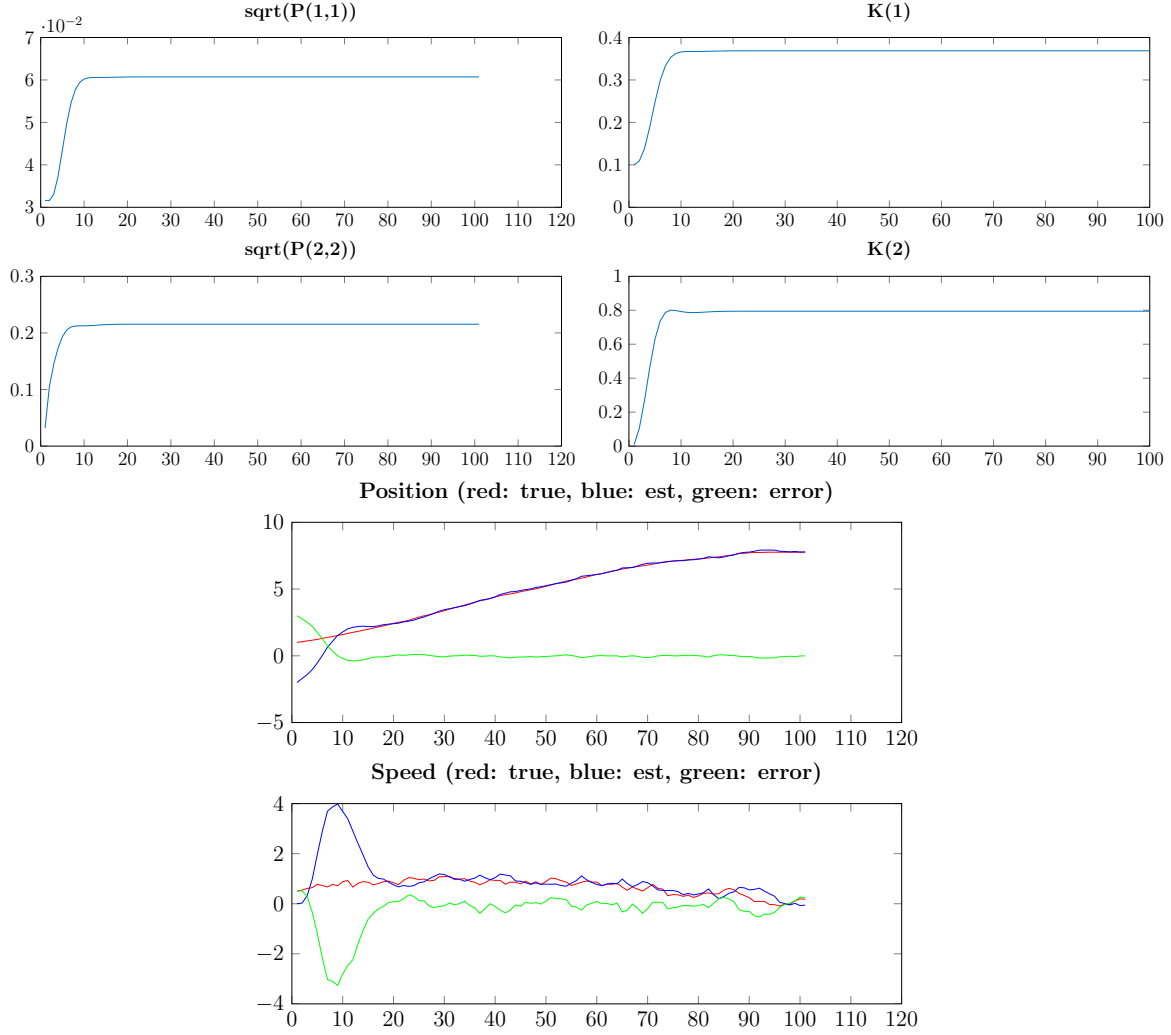 sqrt(P(1,1))
·10−2
7
6
5
4
3
0 10 20 30 40 50 60 70 80 90 100 110 120
K(1)
0.4
0.3
0.2
0.1
0
0 10 20 30 40 50 60 70 80 90 100
sqrt(P(2,2))
0.3
0.2
0.1
0
0 10 20 30 40 50 60 70 80 90 100 110 120
K(2)
1
0.8
0.6
0.4
0.2
0
0 10 20 30 40 50 60 70 80 90 100
Position (red: true, blue: est, green: error)
10
5
0
−5
0 10 20 30 40 50 60 70 80 90 100 110 120
Speed (red: true, blue: est, green: error)
4
2
0
−2
−4
0 10 20 30 40 50 60 70 80 90 100 110 120